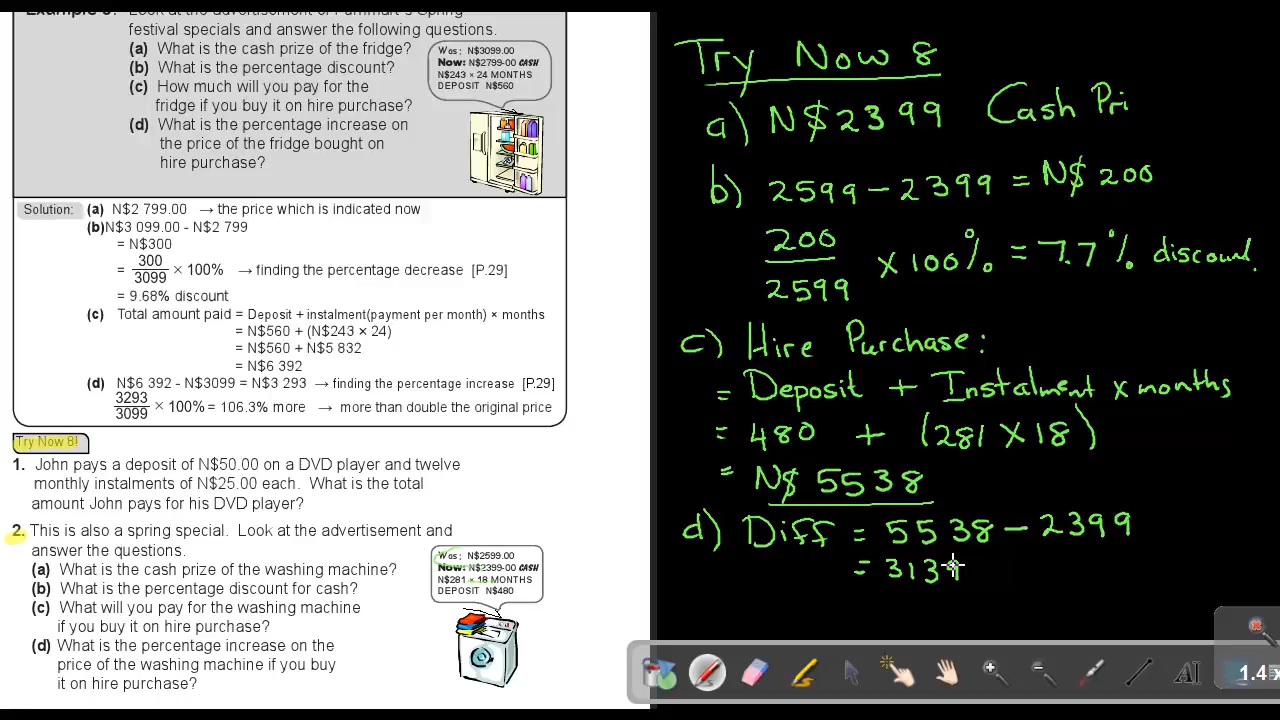 Example 9: Look at the advertisement of Fammart's Spring
festival specials and answer the following questions.
(a) What is the cash prize of the fridge?
(b) What is the percentage discount?
(c) How much will you pay for the
fridge if you buy it on hire purchase?
(d) What is the percentage increase on
the price of the fridge bought on
hire purchase?
Was: N$3099.00
Now: N$2799-00 CASH
N$243 × 24 MONTHS
DEPOSIT N$560
Solution: (a) N$2 799.00 → the price which is indicated now
(b)N$3 099.00 - N$2 799
= N$300
= 300/3099 × 100% → finding the percentage decrease [P.29]
= 9.68% discount
(c) Total amount paid = Deposit + instalment(payment per month) × months
= N$560 + (N$243 × 24)
= N$560 + N$5 832
= N$6 392
(d) N$6 392 - N$3099 = N$3 293 → finding the percentage increase [P.29]
3293/3099 × 100% = 106.3% more → more than double the original price
Try Now 8!
1. John pays a deposit of N$50.00 on a DVD player and twelve
monthly instalments of N$25.00 each. What is the total
amount John pays for his DVD player?
2. This is also a spring special. Look at the advertisement and
answer the questions.
(a) What is the cash prize of the washing machine?
(b) What is the percentage discount for cash?
(c) What will you pay for the washing machine
if you buy it on hire purchase?
(d) What is the percentage increase on the
price of the washing machine if you buy
it on hire purchase?
Was: N$2599.00
Now: N$2399-00 CASH
N$281 × 18 MONTHS
DEPOSIT N$480
Try Now 8
a) N$2399 Cash Pri
b) 2599 - 2399 = N$ 200
200/2599 × 100% = 7.7% discount.
c) Hire Purchase:
= Deposit + Instalment × months
= 480 + (281 × 18)
= N$ 5538
d) Diff = 5538 - 2399
= 3139
AI
1.4x